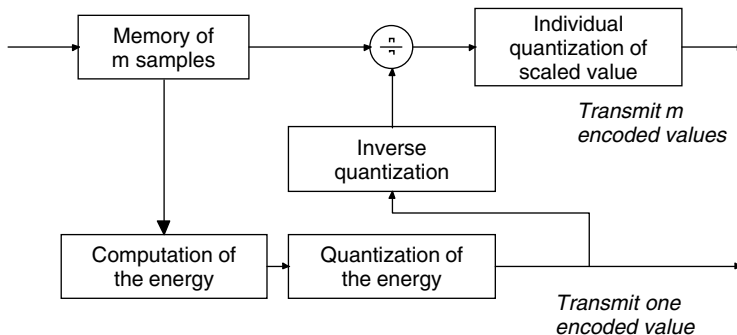 Memory of
m samples
÷
Individual
quantization of
scaled value
Transmit m
encoded values
Inverse
quantization
Computation of
the energy
Quantization of
the energy
Transmit one
encoded value